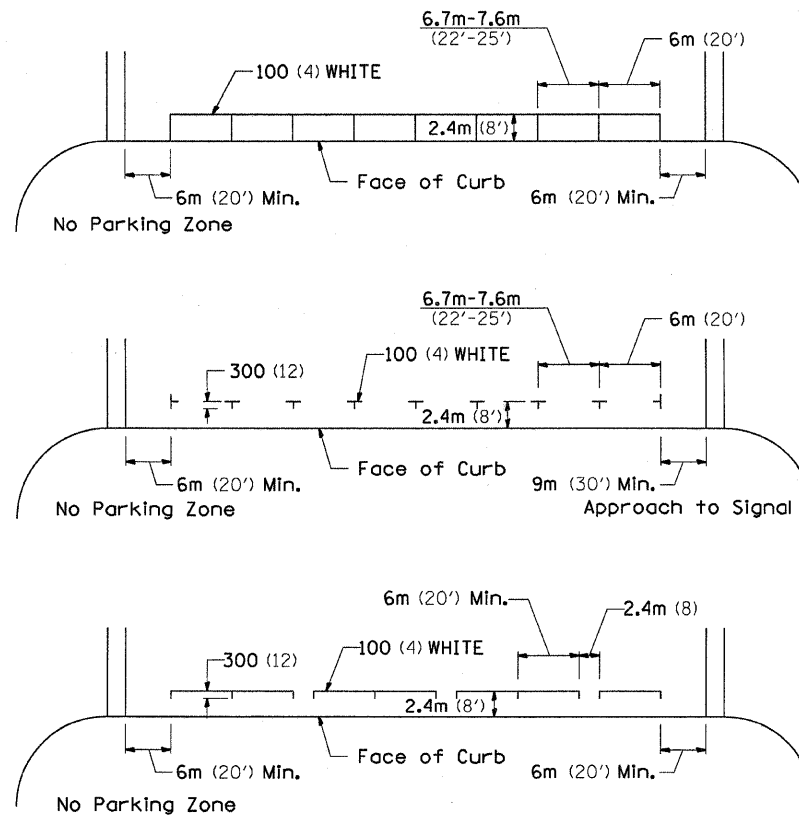 6.7m-7.6m
(22'-25')
6m (20')
100 (4) WHITE
2.4m (8')
Face of Curb
6m (20') Min.
6m (20') Min.
No Parking Zone
6.7m-7.6m
(22'-25')
6m (20')
100 (4) WHITE
300 (12)
2.4m (8')
Face of Curb
6m (20') Min.
9m (30') Min.
No Parking Zone
Approach to Signal
6m (20') Min.
2.4m (8)
100 (4) WHITE
300 (12)
2.4m (8')
Face of Curb
6m (20') Min.
6m (20') Min.
No Parking Zone